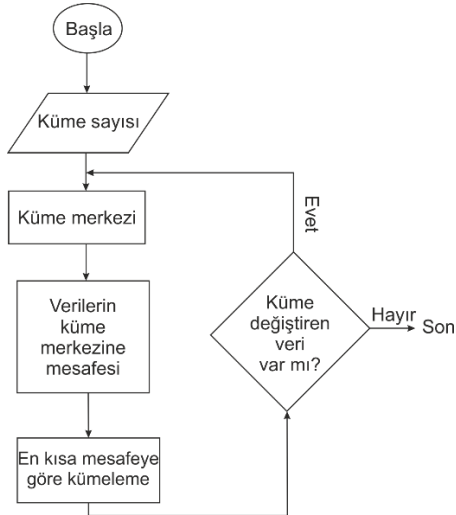 Başla
Küme sayısı
Küme merkezi
Verilerin
küme
merkezine
mesafesi
En kısa mesafeye
göre kümeleme
Küme
değiştiren
veri
var mı?
Evet
Hayır
Son